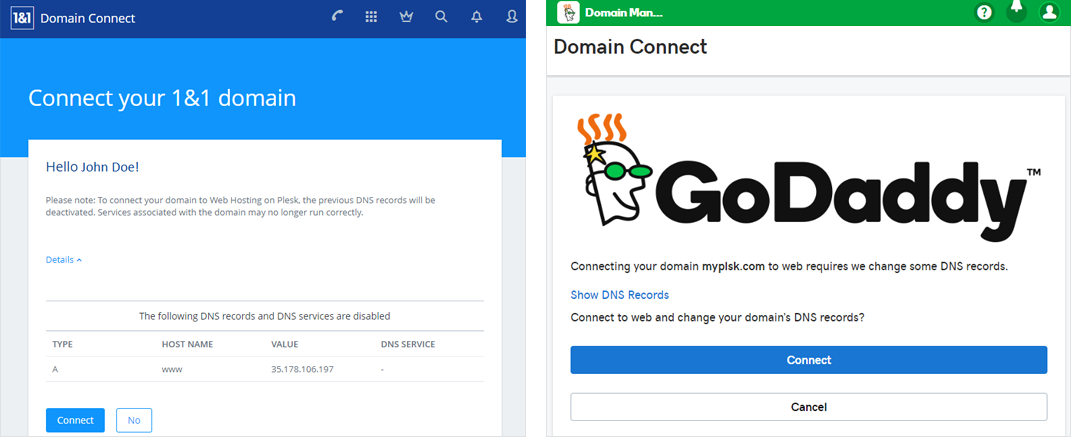 1&1 Domain Connect
Connect your 1&1 domain
Hello John Doe!
Please note: To connect your domain to Web Hosting on Plesk, the previous DNS records will be
deactivated. Services associated with the domain may no longer run correctly.
Details
The following DNS records and DNS services are disabled
TYPE HOST NAME VALUE DNS SERVICE
A www 35.178.106.197 -
Connect No
Domain Man... ?
Domain Connect
GoDaddy™
Connecting your domain myplsk.com to web requires we change some DNS records.
Show DNS Records
Connect to web and change your domain's DNS records?
Connect
Cancel